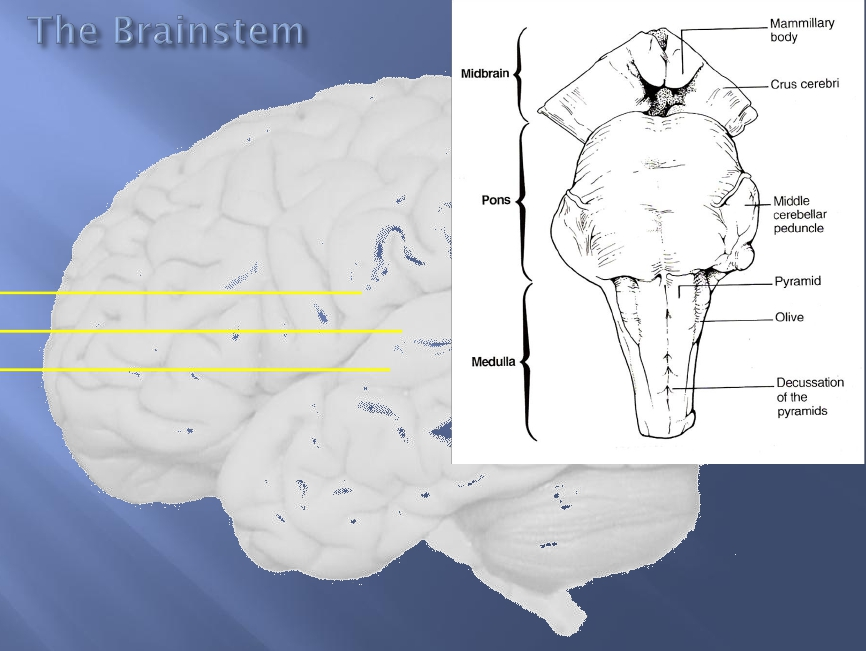 The Brainstem
Mammillary
body
Midbrain
Crus cerebri
Pons
Middle
cerebellar
peduncle
Pyramid
Olive
Medulla
Decussation
of the
pyramids